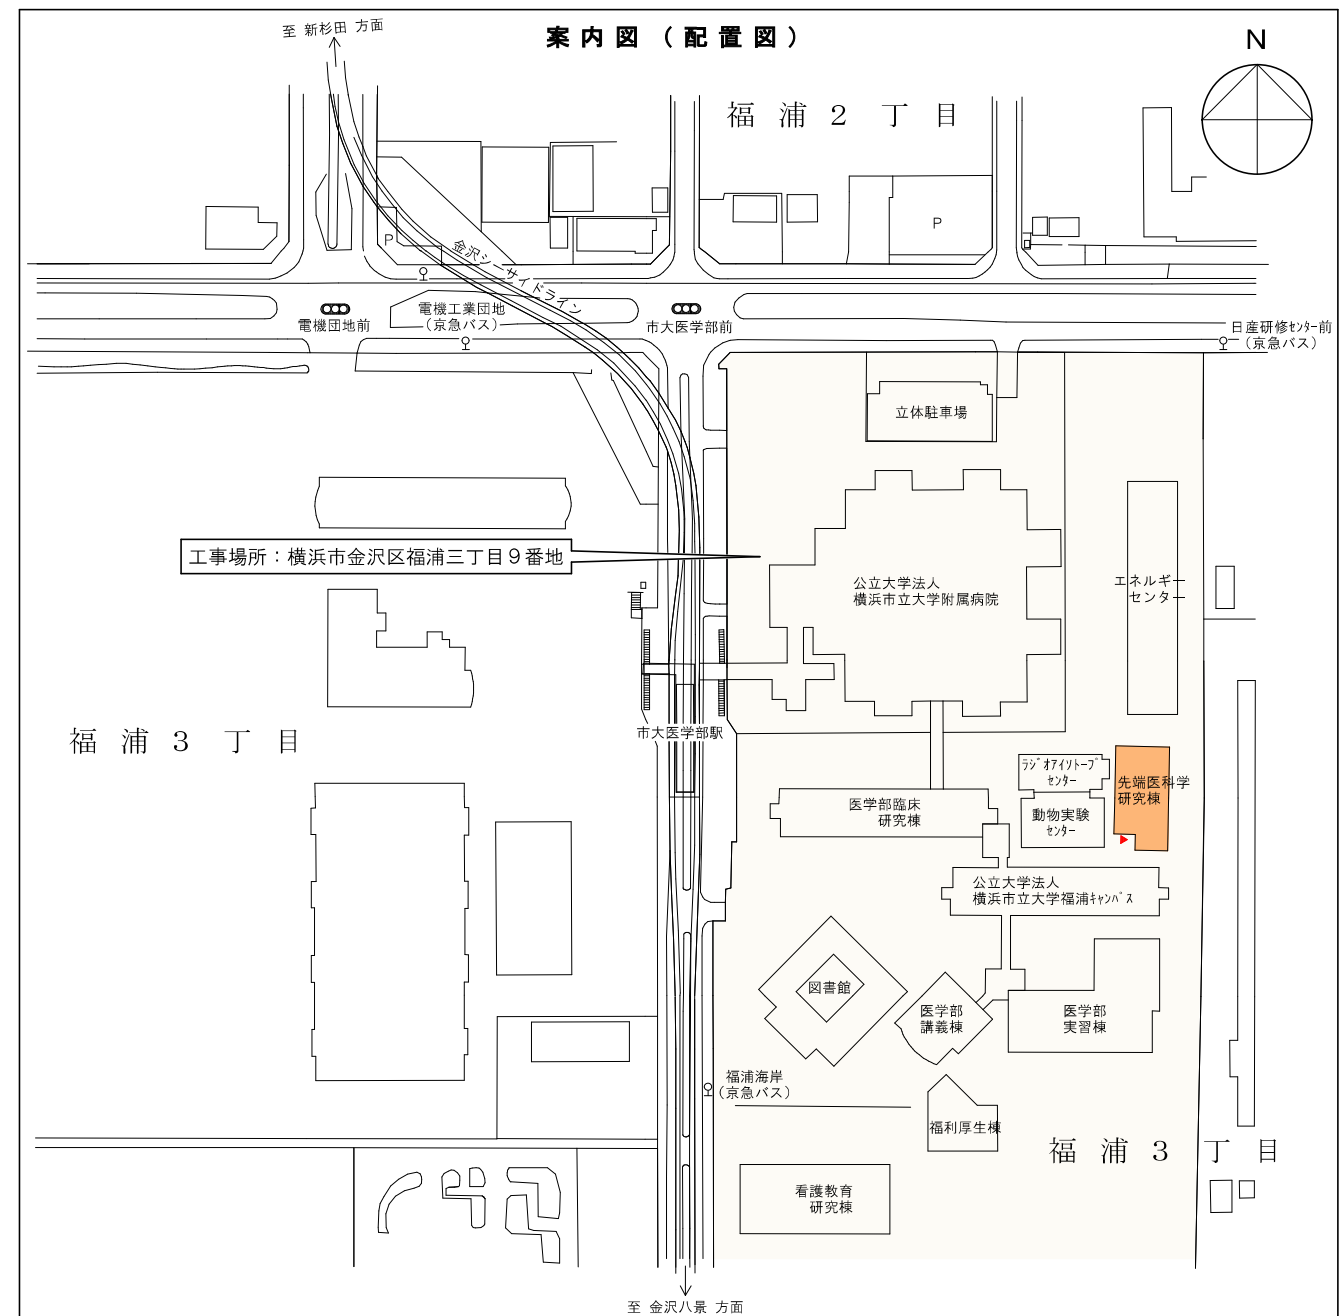 至 新杉田 方面
案内図（配置図）
N
福浦２丁目
P
P
金沢シーサイドライン
電機団地前
電機工業団地
（京急バス）
市大医学部前
日産研修ｾﾝﾀｰ前
（京急バス）
立体駐車場
工事場所：横浜市金沢区福浦三丁目９番地
公立大学法人
横浜市立大学附属病院
エネルギー
センター
福浦３丁目
市大医学部駅
ﾗｼﾞｵｱｲｿﾄｰﾌﾟ
ｾﾝﾀｰ
先端医科学
研究棟
医学部臨床
研究棟
動物実験
ｾﾝﾀｰ
公立大学法人
横浜市立大学福浦ｷｬﾝﾊﾟｽ
図書館
医学部
講義棟
医学部
実習棟
福浦海岸
（京急バス）
福利厚生棟
福浦３丁目
看護教育
研究棟
至 金沢八景 方面